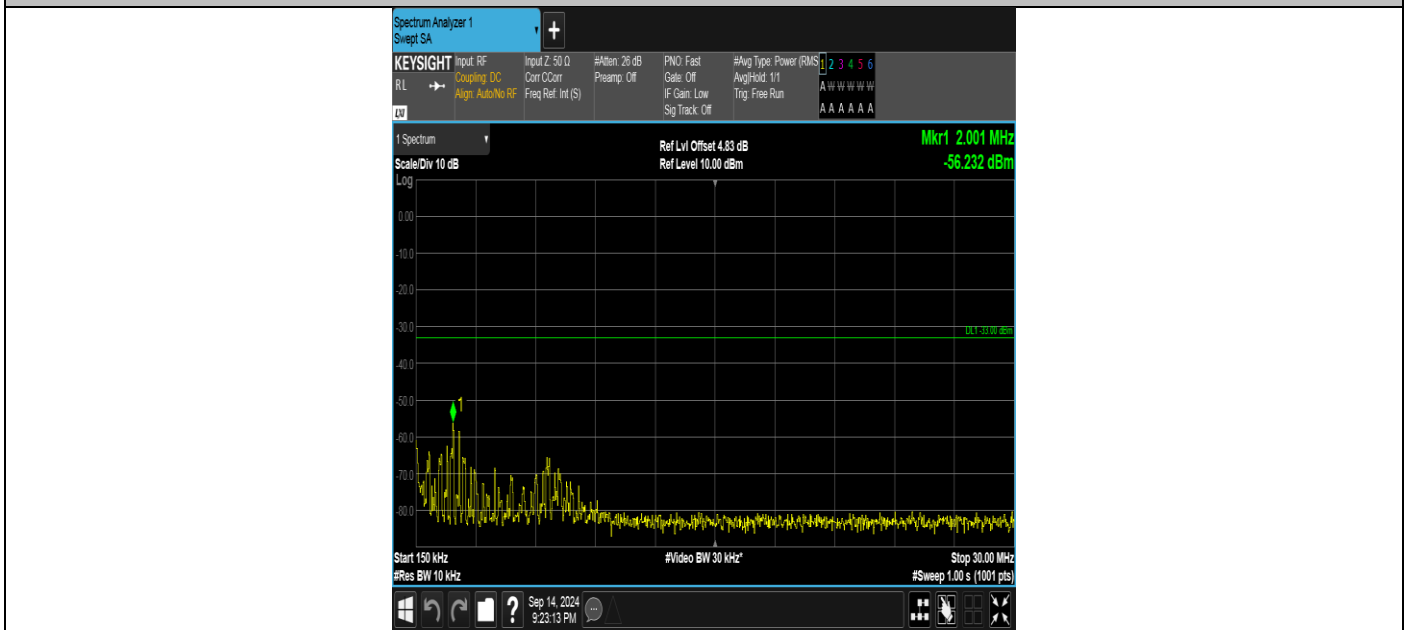 Spectrum Analyzer 1
Swept SA
+
KEYSIGHT
RL
LXI
Input: RF
Coupling: DC
Align: Auto/No RF
Input Z: 50 Ω
Corr CCorr
Freq Ref: Int (S)
#Atten: 26 dB
Preamp: Off
PNO: Fast
Gate: Off
IF Gain: Low
Sig Track: Off
#Avg Type: Power (RMS
Avg|Hold: 1/1
Trig: Free Run
1 2 3 4 5 6
A W W W W W
A A A A A A
1 Spectrum
Scale/Div 10 dB
Ref Lvl Offset 4.83 dB
Ref Level 10.00 dBm
Mkr1 2.001 MHz
-56.232 dBm
Log
0.00
-10.0
-20.0
-30.0
DL1 -33.00 dBm
-40.0
-50.0
1
-60.0
-70.0
-80.0
Start 150 kHz
#Video BW 30 kHz*
Stop 30.00 MHz
#Res BW 10 kHz
#Sweep 1.00 s (1001 pts)
?
Sep 14, 2024
9:23:13 PM